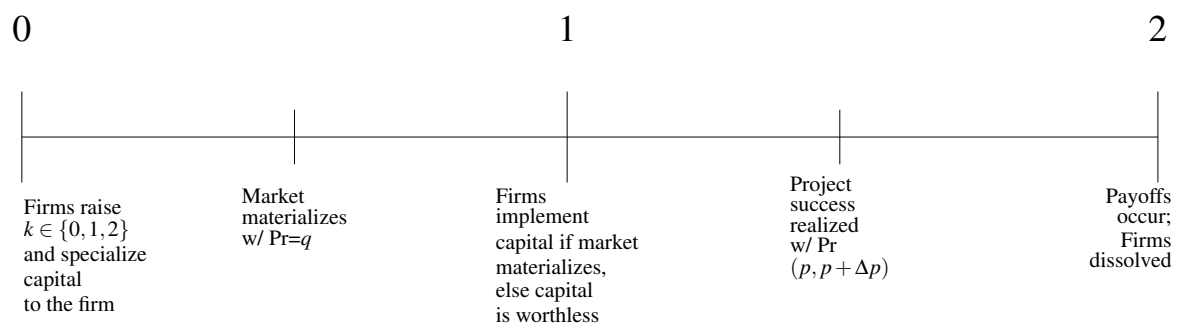 0
1
2
Firms raise
k ∈ {0,1,2}
and specialize
capital
to the firm
Market
materializes
w/ Pr=q
Firms
implement
capital if market
materializes,
else capital
is worthless
Project
success
realized
w/ Pr
(p, p+Δp)
Payoffs
occur;
Firms
dissolved